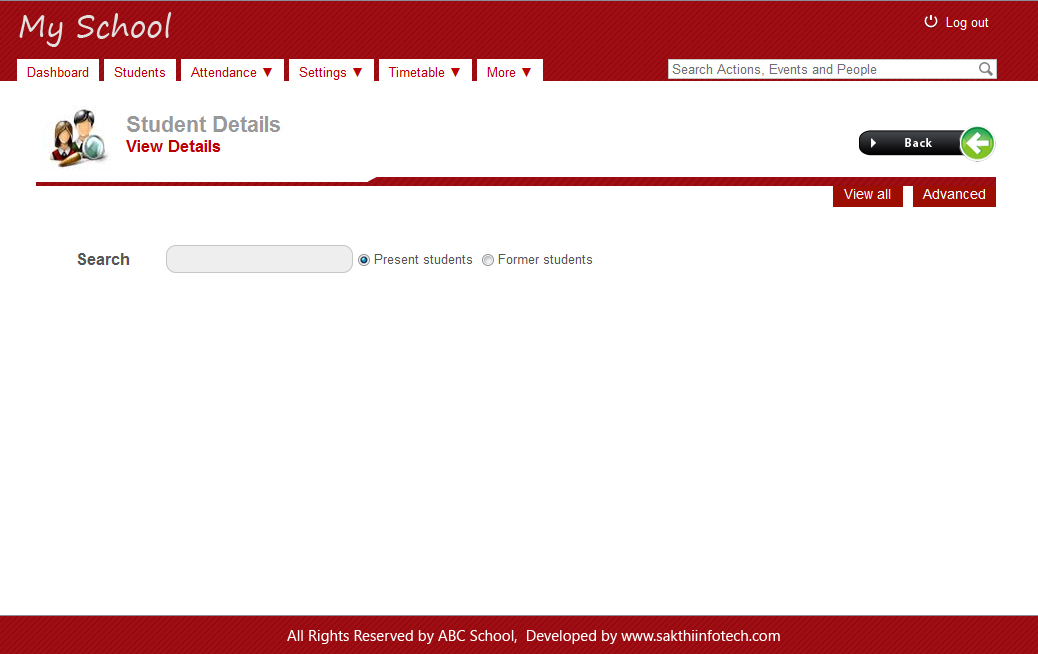 My School
Log out
Dashboard Students Attendance ▼ Settings ▼ Timetable ▼ More ▼
Search Actions, Events and People
Student Details
View Details
Back
View all Advanced
Search Present students Former students
All Rights Reserved by ABC School, Developed by www.sakthiinfotech.com